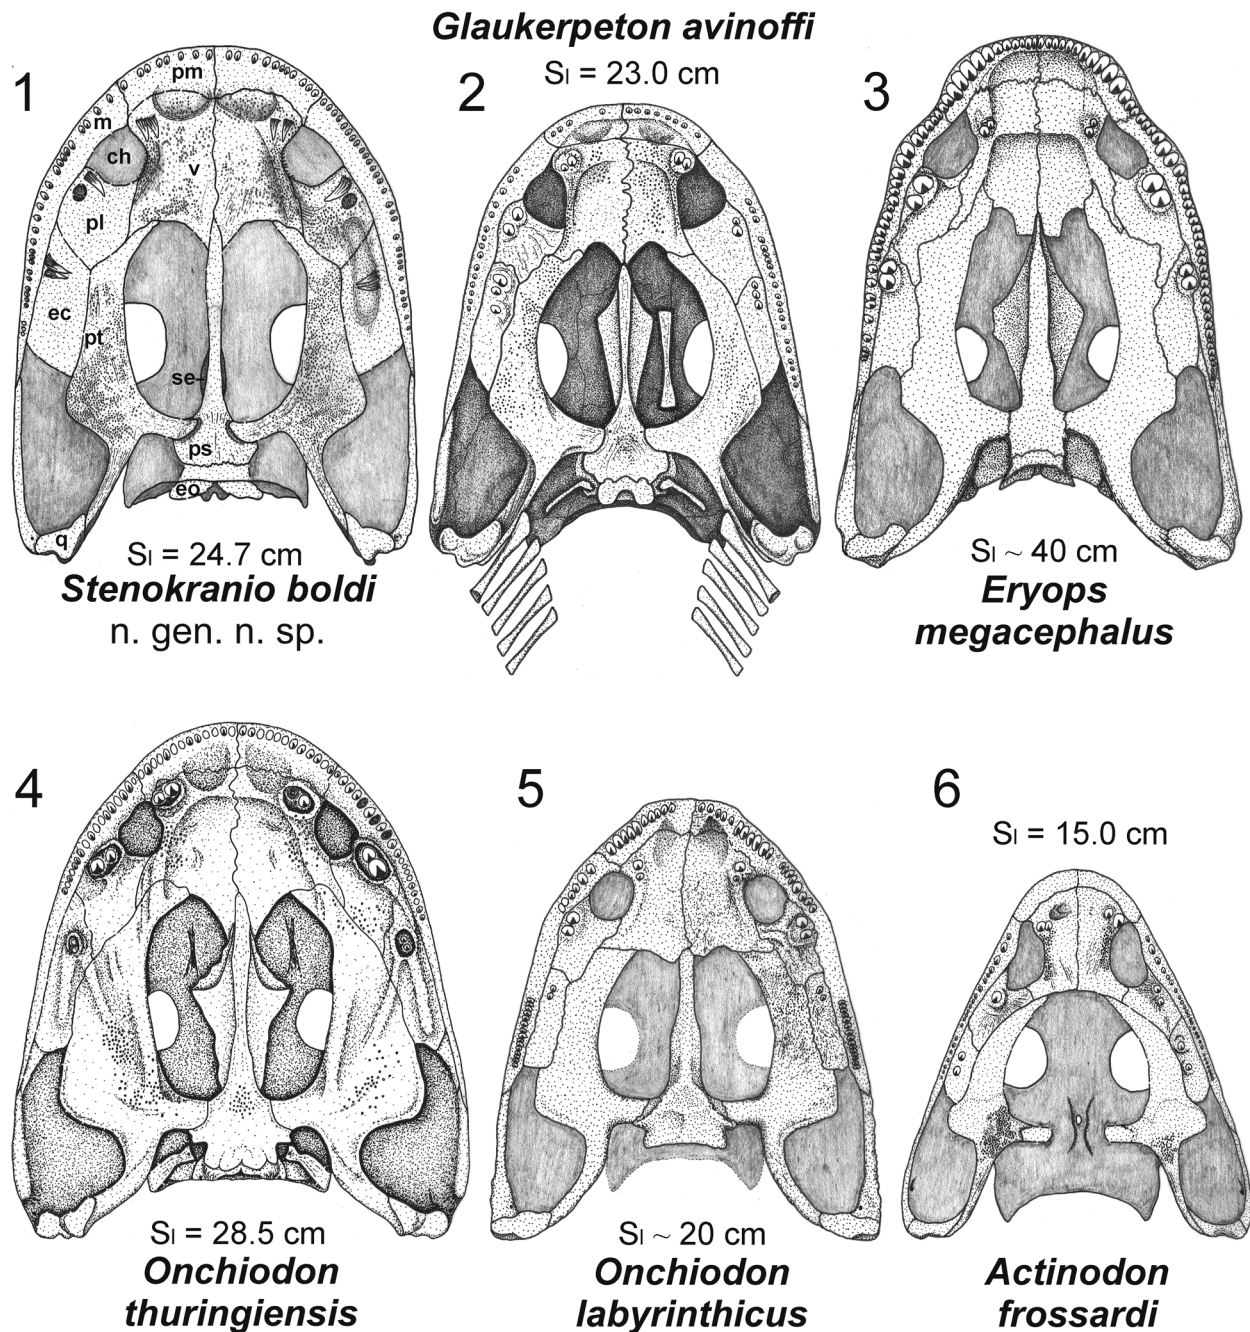 Glaukerpeton avinoffi
1
2
Sl = 23.0 cm
3
pm
m
ch
v
pl
ec
pt
se
ps
eo
q
Sl = 24.7 cm
Stenokranio boldi
n. gen. n. sp.
Sl ~ 40 cm
Eryops
megacephalus
4
5
6
Sl = 15.0 cm
Sl = 28.5 cm
Onchiodon
thuringiensis
Sl ~ 20 cm
Onchiodon
labyrinthicus
Actinodon
frossardi